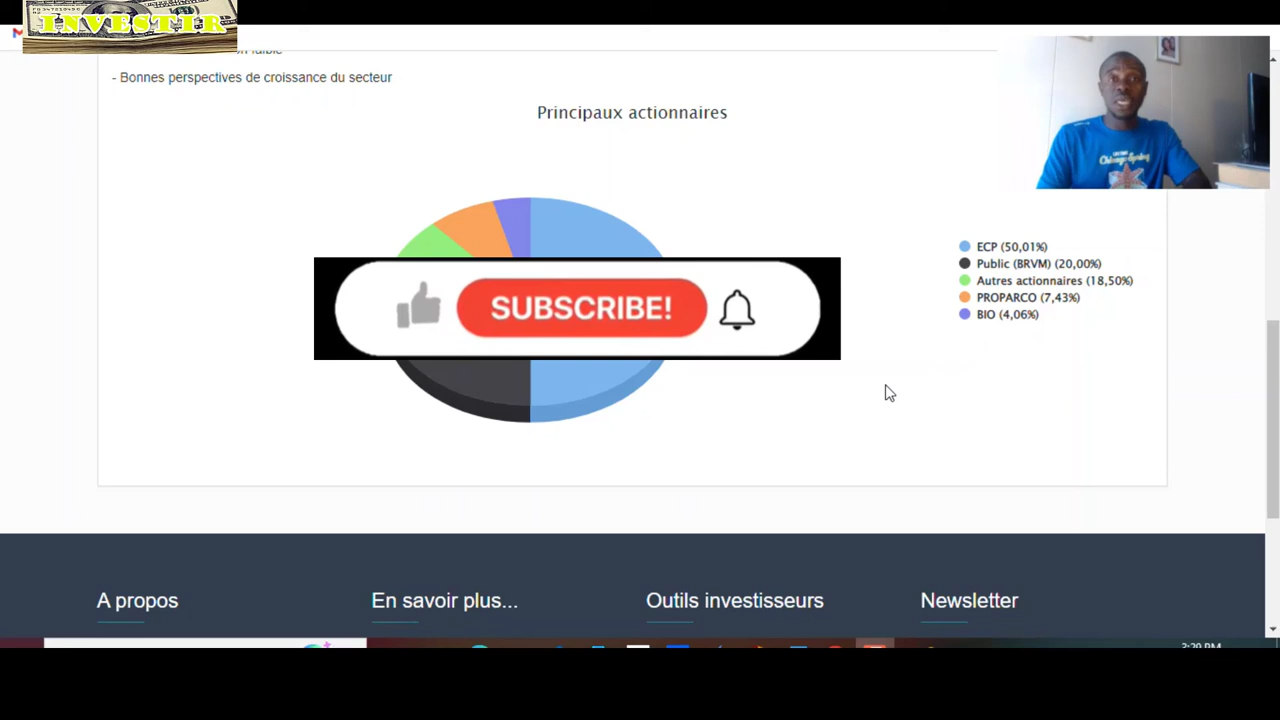 INVESTIR
- Bonnes perspectives de croissance du secteur
Principaux actionnaires
ECP (50,01%)
Public (BRVM) (20,00%)
Autres actionnaires (18,50%)
PROPARCO (7,43%)
BIO (4,06%)
SUBSCRIBE!
A propos
En savoir plus...
Outils investisseurs
Newsletter